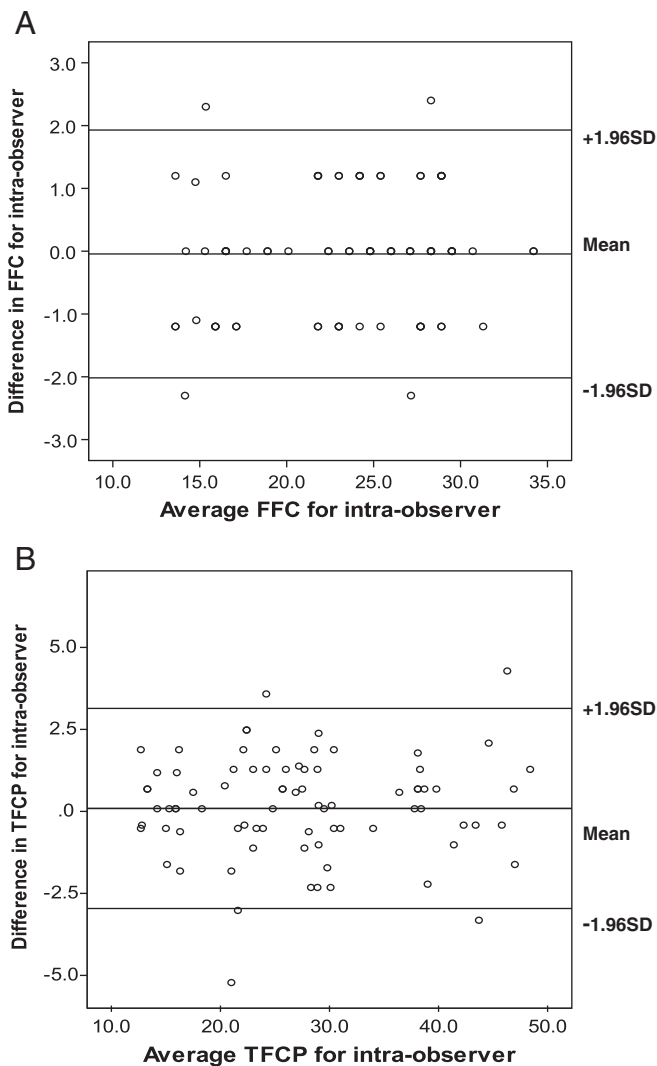 A
Difference in FFC for intra-observer
3.0
2.0
1.0
0.0
-1.0
-2.0
-3.0
+1.96SD
Mean
-1.96SD
10.0 15.0 20.0 25.0 30.0 35.0
Average FFC for intra-observer
B
Difference in TFCP for intra-observer
5.0
2.5
.0
-2.5
-5.0
+1.96SD
Mean
-1.96SD
10.0 20.0 30.0 40.0 50.0
Average TFCP for intra-observer